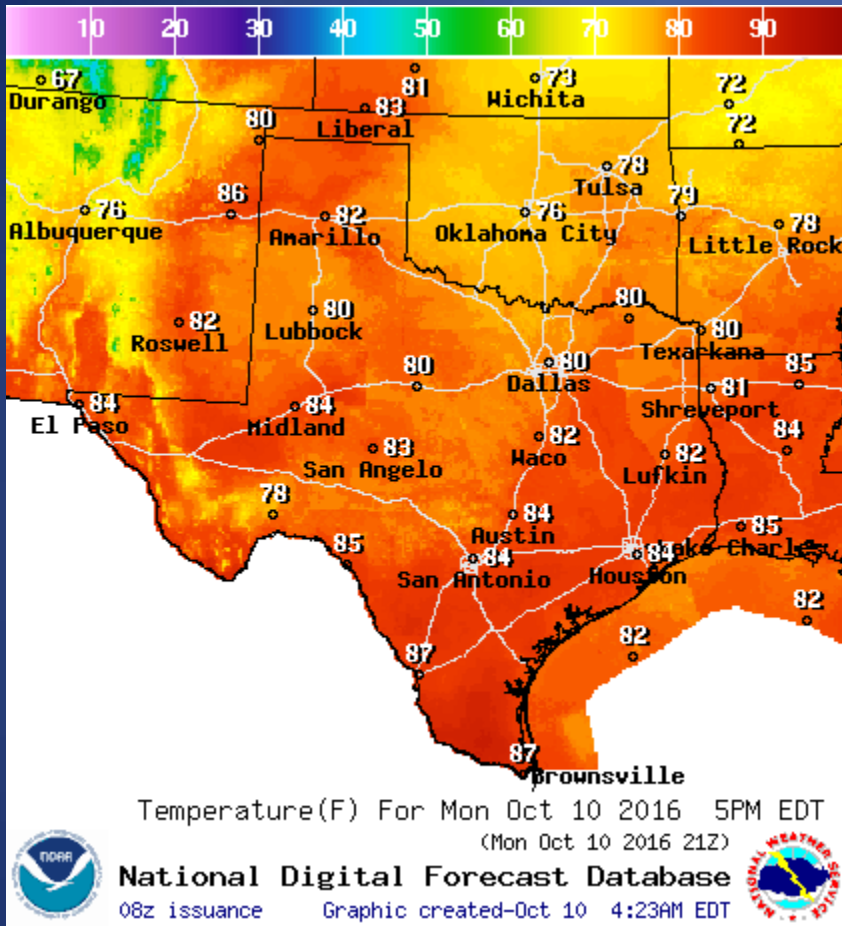 10 20 30 40 50 60 70 80 90
67
Durango
81
73
Wichita
72
83
Liberal
80
72
78
Tulsa
76
Albuquerque
86
82
Amarillo
76
Oklahoma City
79
78
Little Rock
82
Roswell
80
Lubbock
80
80
Texarkana
80
80
Dallas
85
81
Shreveport
84
El Paso
84
Midland
83
San Angelo
82
Waco
82
Lufkin
84
78
84
Austin
85
Lake Charles
85
84
San Antonio
84
Houston
82
82
87
87
Brownsville
Temperature(F) For Mon Oct 10 2016 5PM EDT
(Mon Oct 10 2016 21Z)
National Digital Forecast Database
08z issuance Graphic created-Oct 10 4:23AM EDT
NOAA
NATIONAL WEATHER SERVICE